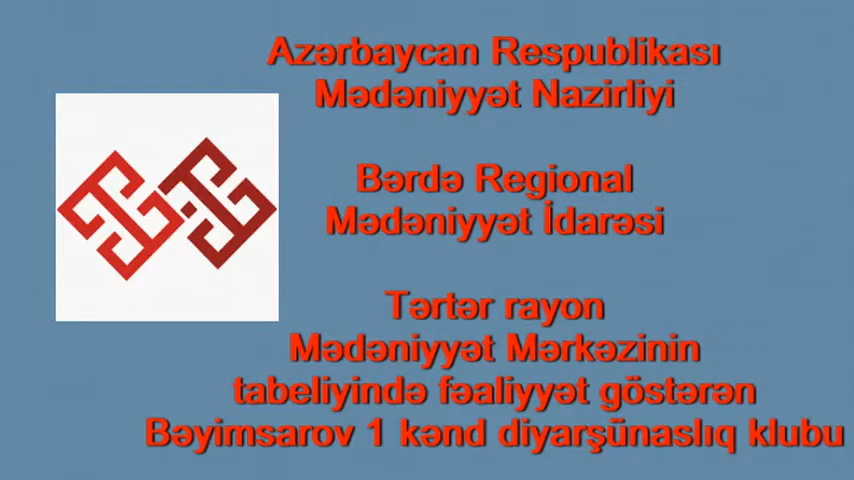 Azərbaycan Respublikası
Mədəniyyət Nazirliyi
Bərdə Regional
Mədəniyyət İdarəsi
Tərtər rayon
Mədəniyyət Mərkəzinin
tabeliyində fəaliyyət göstərən
Bəyimsarov 1 kənd diyarşünaslıq klubu